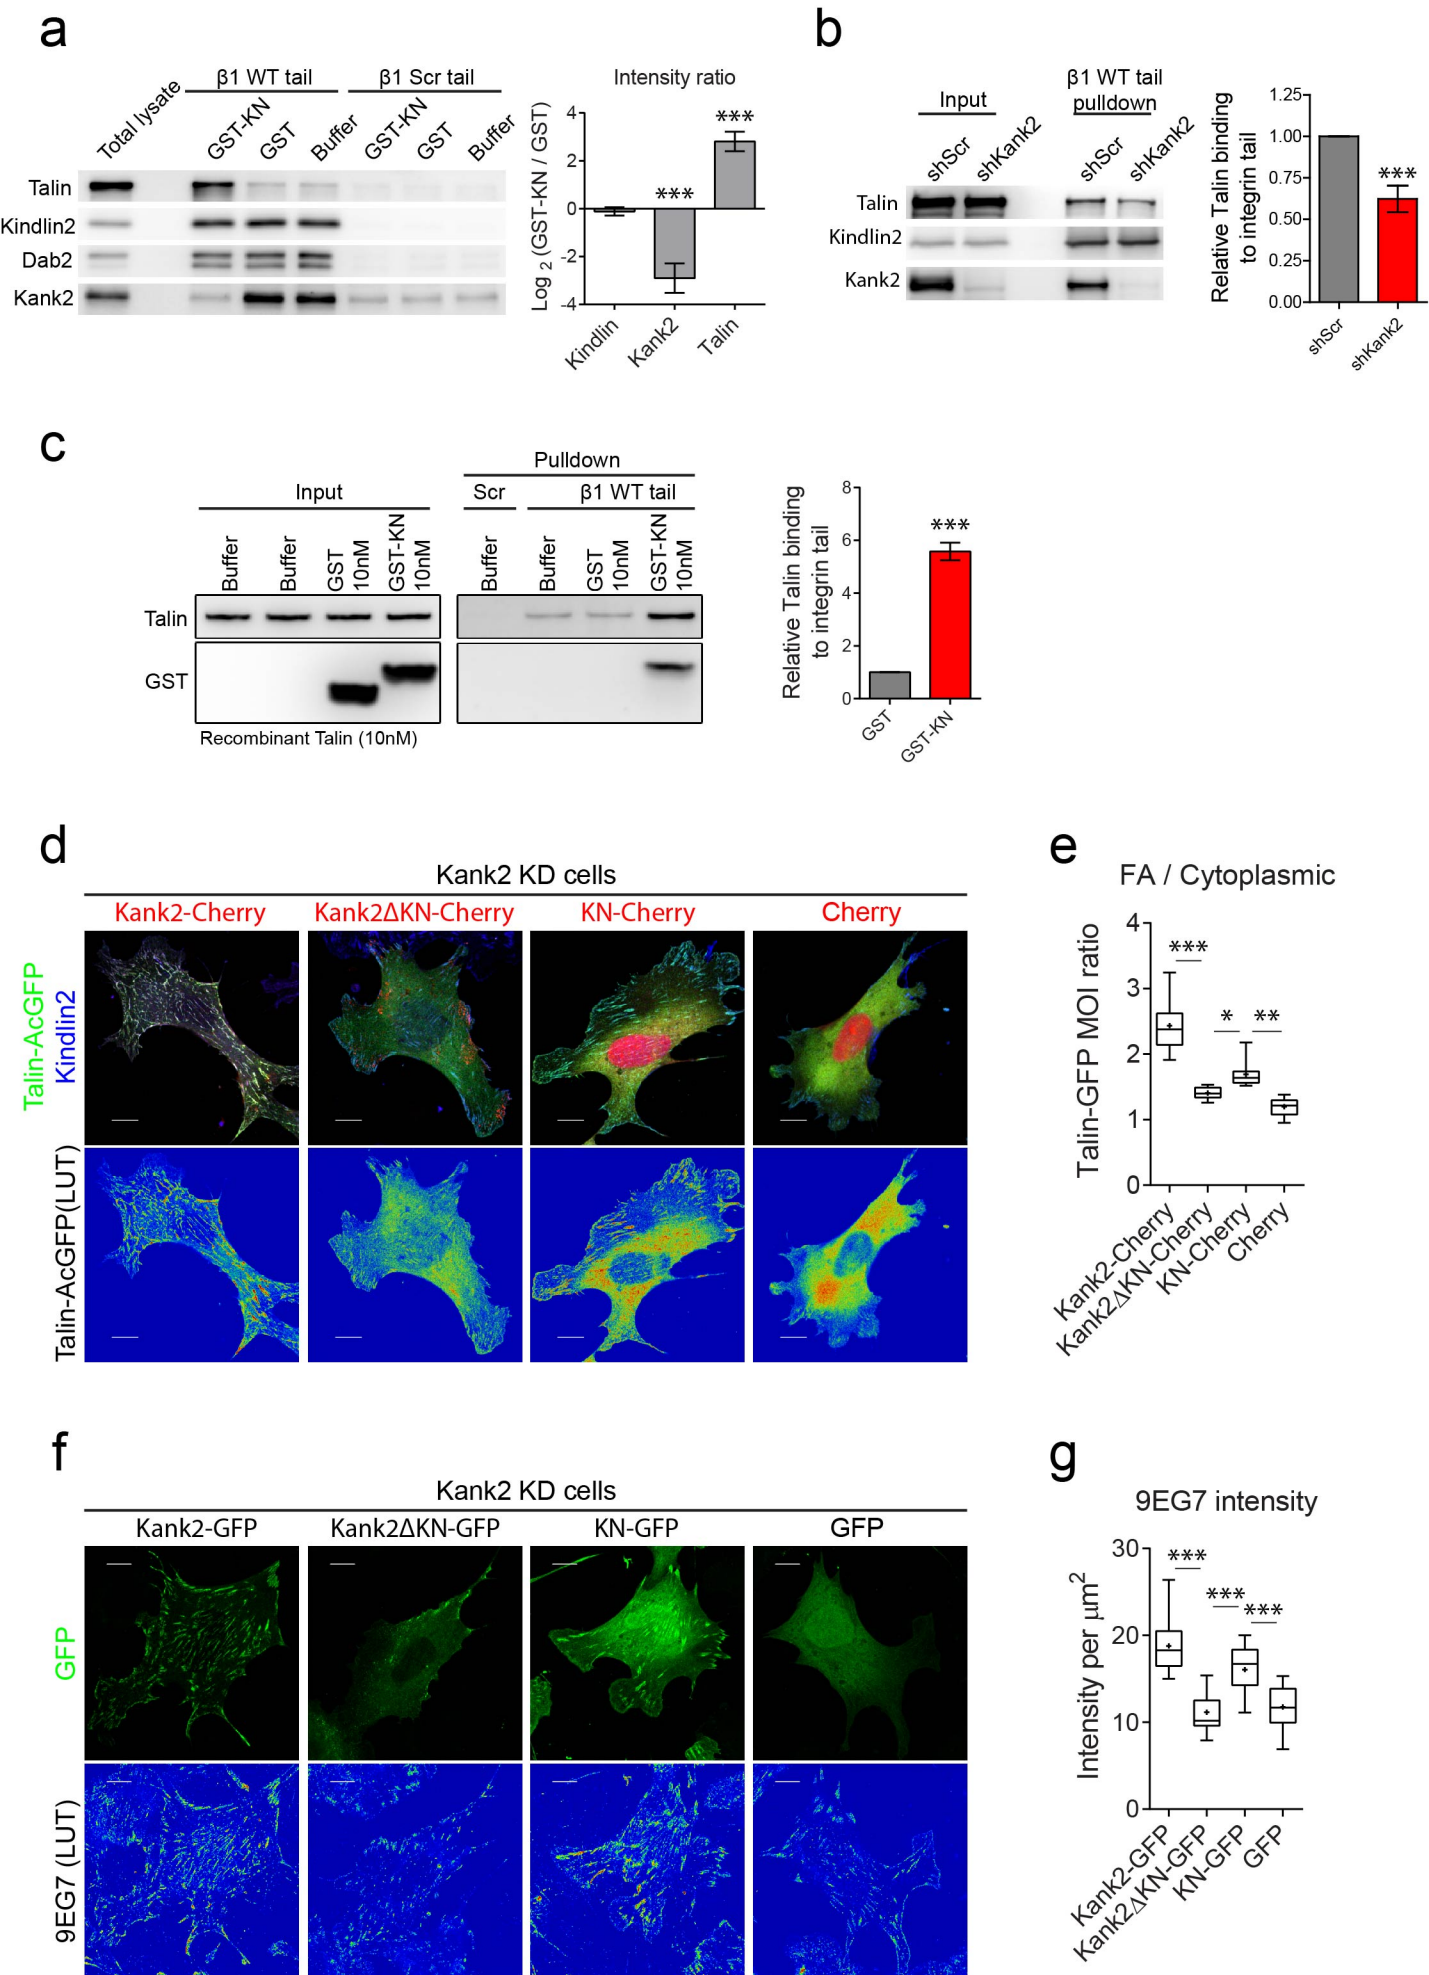 a
Total lysate
β1 WT tail
β1 Scr tail
GST-KN
GST
Buffer
GST-KN
GST
Buffer
Talin
Kindlin2
Dab2
Kank2
Intensity ratio
Log 2 (GST-KN / GST)
4
2
0
-2
-4
***
***
Kindlin
Kank2
Talin
b
Input
β1 WT tail
pulldown
shScr
shKank2
shScr
shKank2
Talin
Kindlin2
Kank2
Relative Talin binding
to integrin tail
1.25
1.00
0.75
0.50
0.25
0.00
***
shScr
shKank2
c
Input
Pulldown
Scr
β1 WT tail
Buffer
Buffer
GST
10nM
GST-KN
10nM
Buffer
Buffer
GST
10nM
GST-KN
10nM
Talin
GST
Recombinant Talin (10nM)
Relative Talin binding
to integrin tail
8
6
4
2
0
***
GST
GST-KN
d
Kank2 KD cells
Kank2-Cherry
Kank2ΔKN-Cherry
KN-Cherry
Cherry
Talin-AcGFP
Kindlin2
Talin-AcGFP(LUT)
e
FA / Cytoplasmic
Talin-GFP MOI ratio
4
3
2
1
0
***
*
**
Kank2-Cherry
Kank2ΔKN-Cherry
KN-Cherry
Cherry
f
Kank2 KD cells
Kank2-GFP
Kank2ΔKN-GFP
KN-GFP
GFP
GFP
9EG7 (LUT)
g
9EG7 intensity
Intensity per μm2
30
20
10
0
***
***
***
Kank2-GFP
Kank2ΔKN-GFP
KN-GFP
GFP